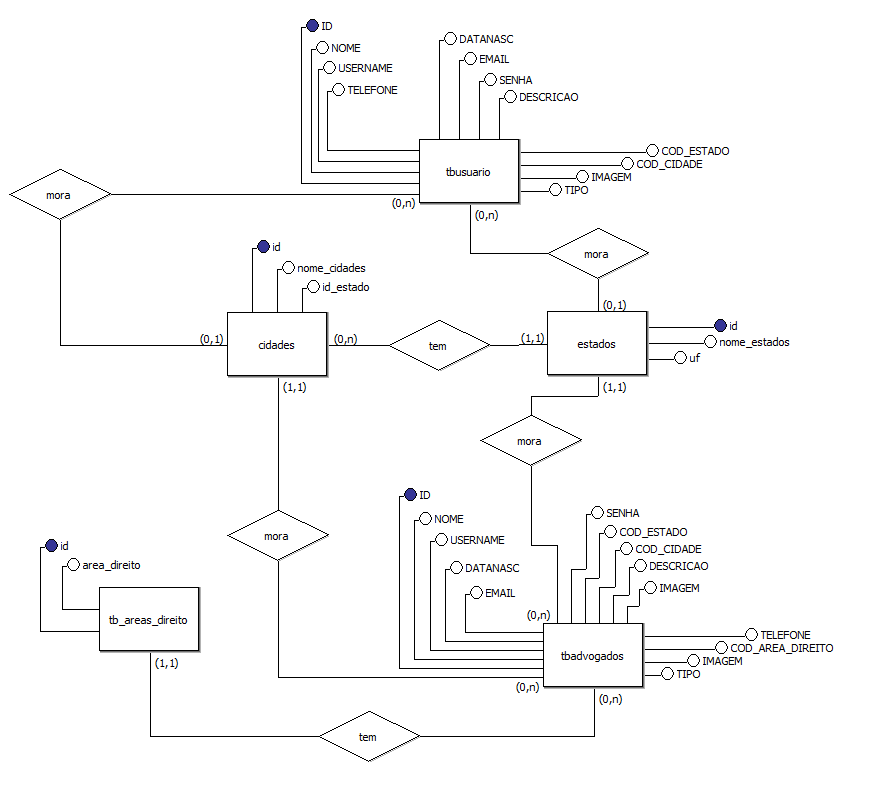 ID
NOME
USERNAME
TELEFONE
DATANASC
EMAIL
SENHA
DESCRICAO
COD_ESTADO
COD_CIDADE
IMAGEM
TIPO
tbusuario
(0,n)
(0,n)
mora
mora
(0,1)
id
nome_cidades
id_estado
cidades
(0,1)
(0,n)
(1,1)
tem
(1,1)
estados
(1,1)
id
nome_estados
uf
mora
mora
ID
NOME
USERNAME
DATANASC
EMAIL
SENHA
COD_ESTADO
COD_CIDADE
DESCRICAO
IMAGEM
id
area_direito
tb_areas_direito
(1,1)
(0,n)
tbadvogados
(0,n)
(0,n)
TELEFONE
COD_AREA_DIREITO
IMAGEM
TIPO
tem